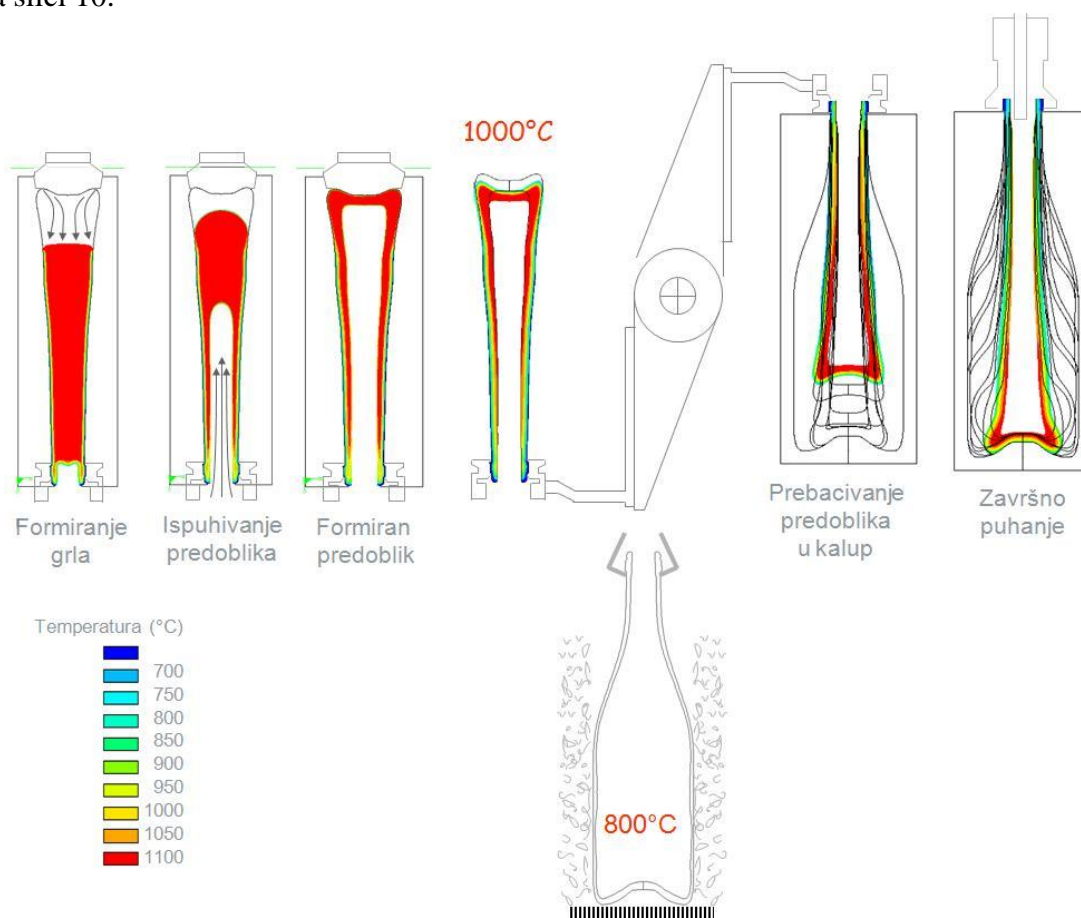 1000°C
Formiranje
grla
Ispuhivanje
predoblika
Formiran
predoblik
Prebacivanje
predoblika
u kalup
Završno
puhanje
Temperatura (°C)
700
750
800
850
900
950
1000
1050
1100
800°C